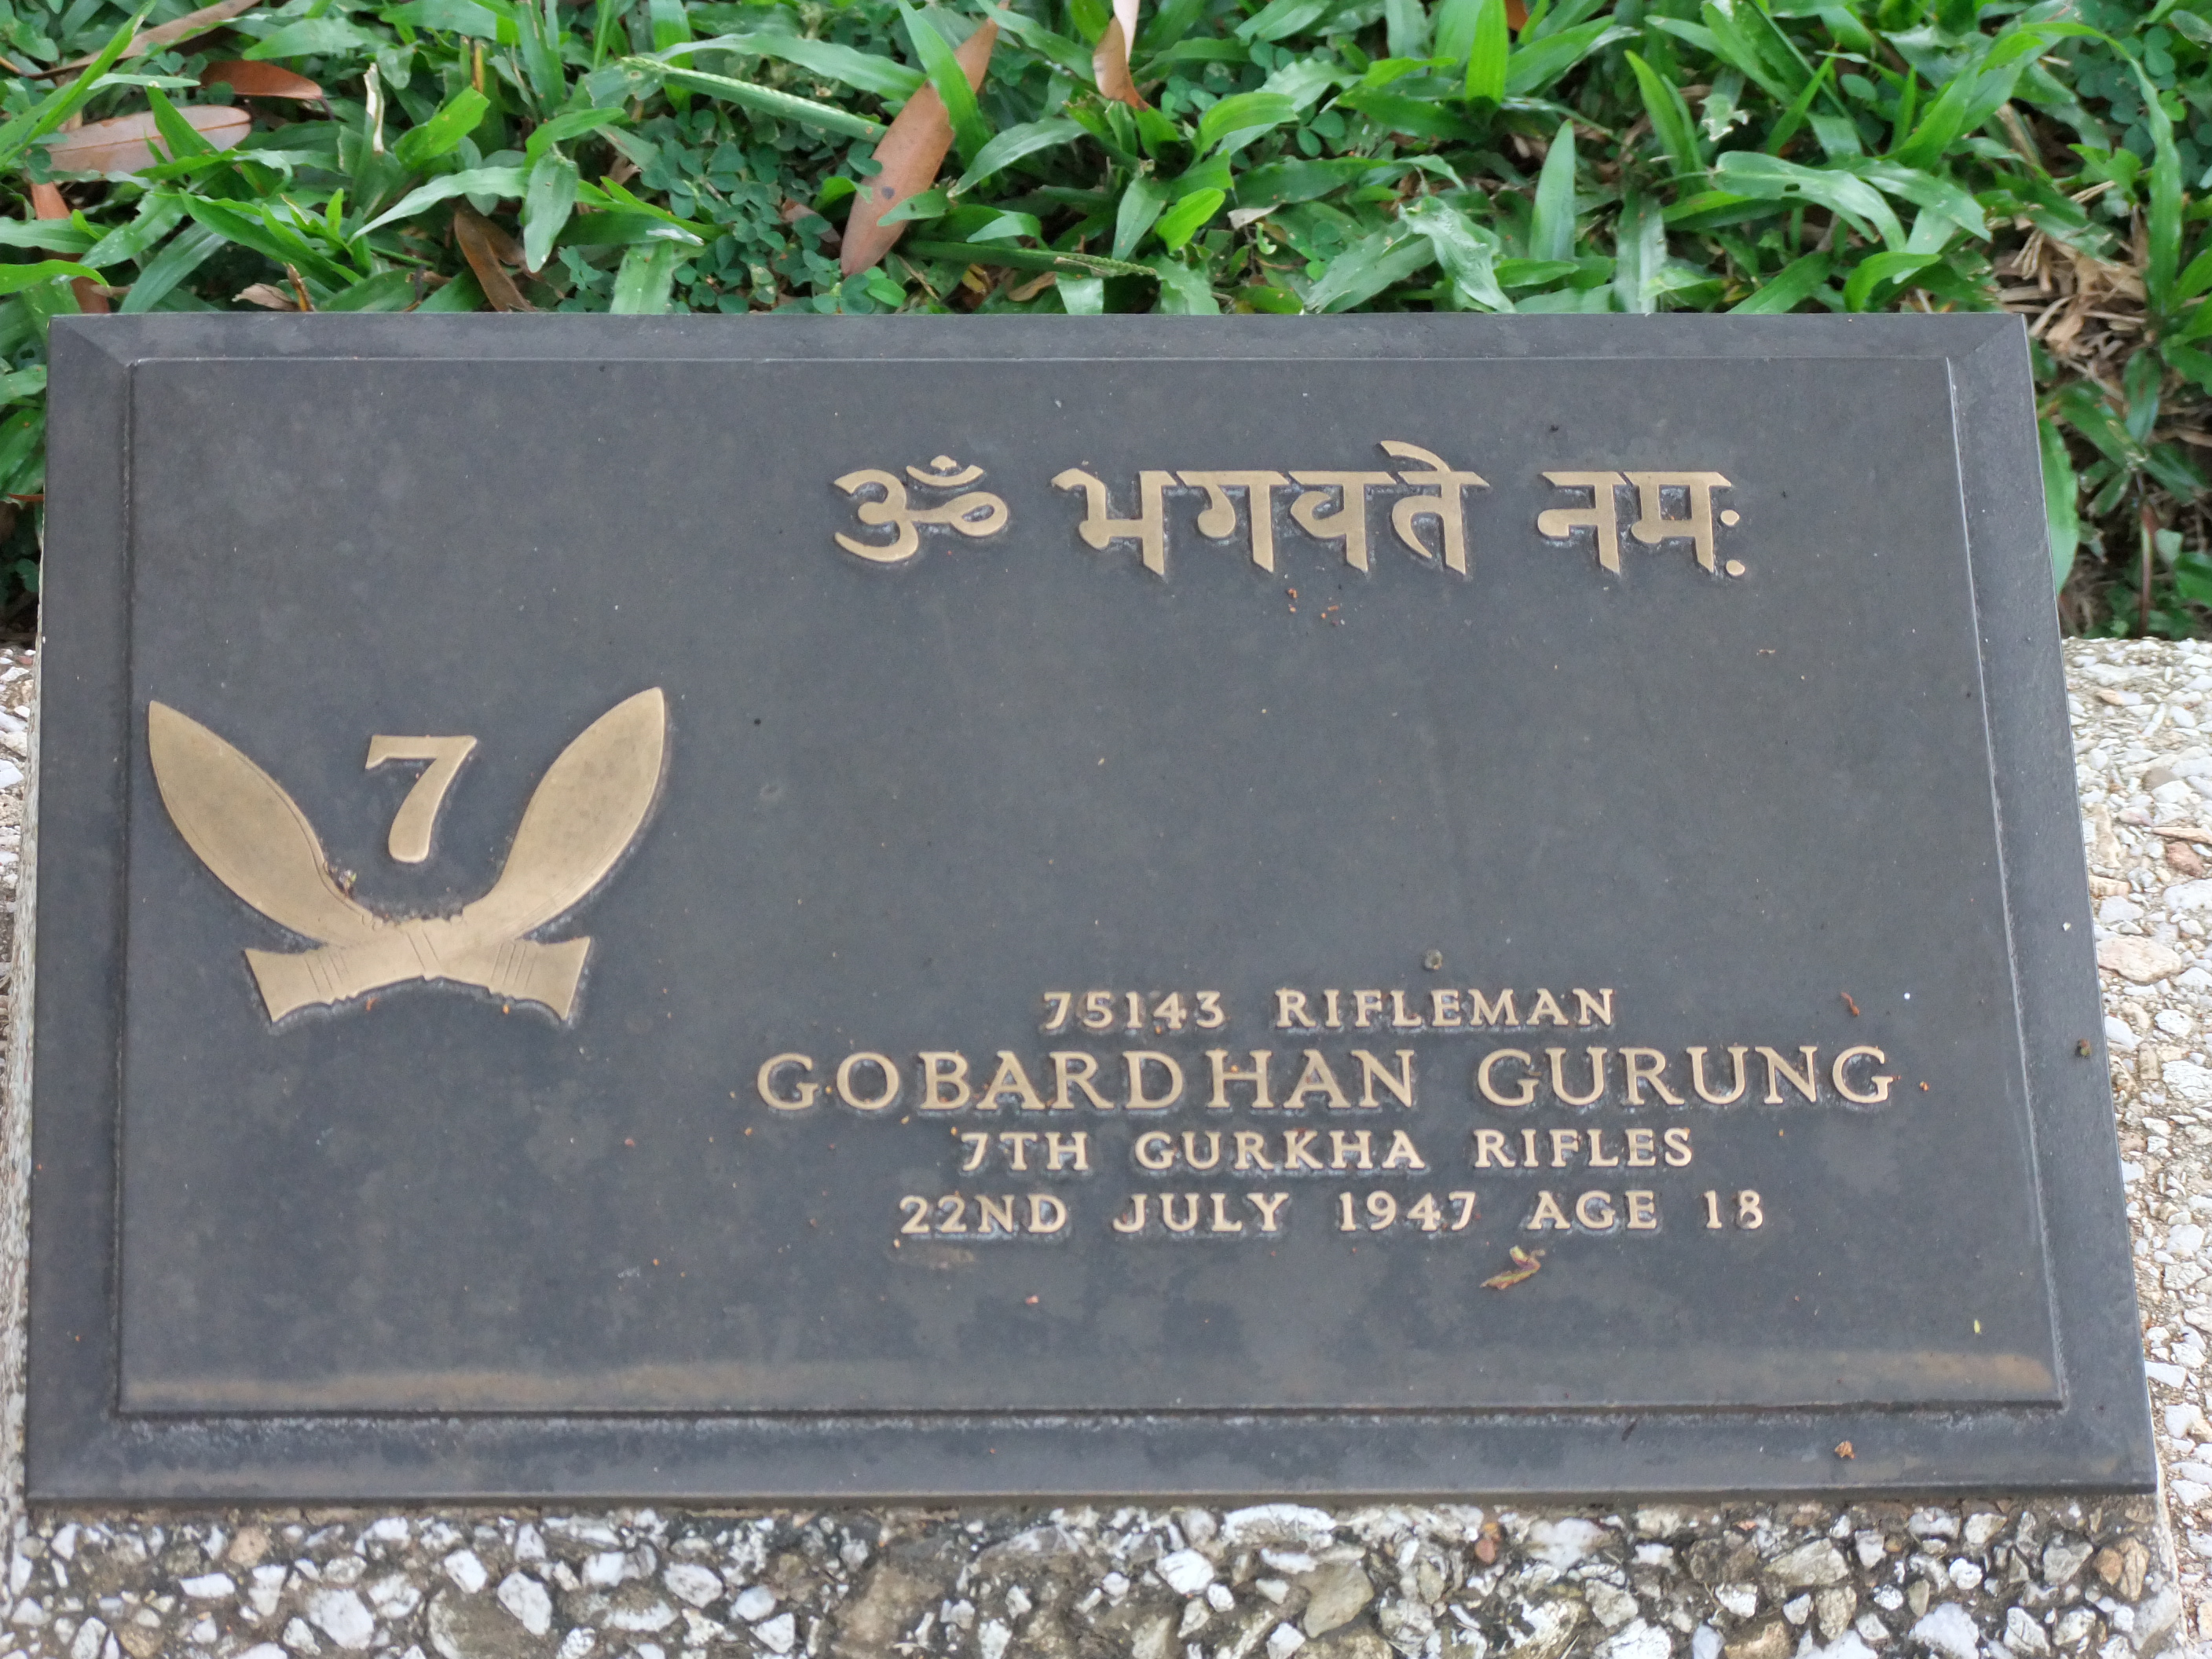 ॐ भगवते नमः
7
75143 RIFLEMAN
GOBARDHAN GURUNG
7TH GURKHA RIFLES
22ND JULY 1947 AGE 18